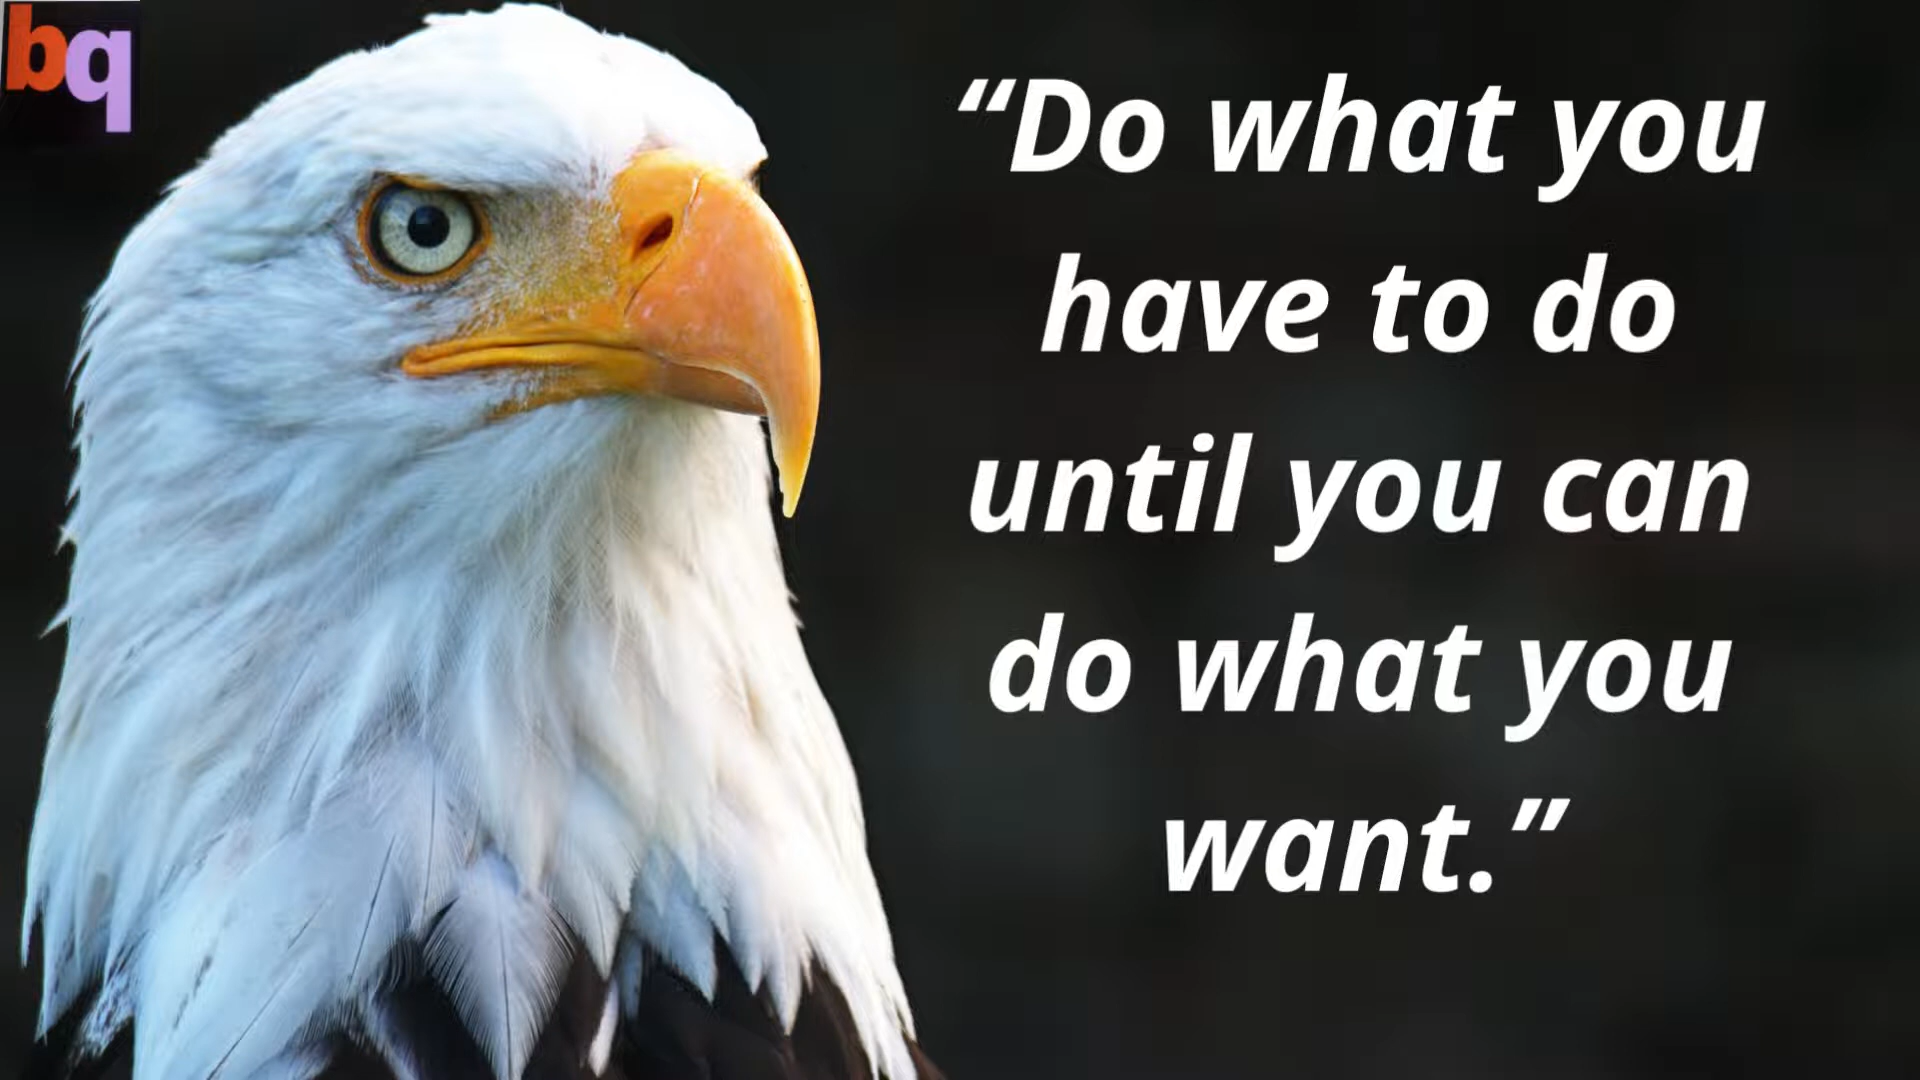 bq
“Do what you
have to do
until you can
do what you
want.”